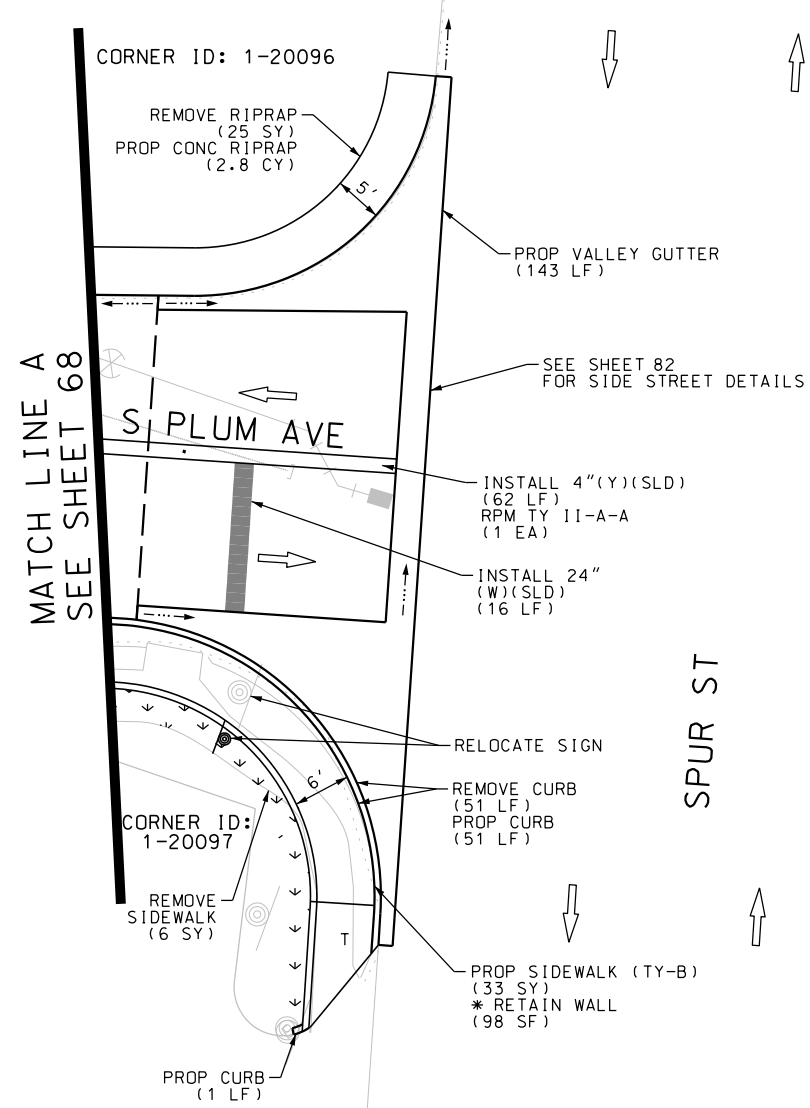 CORNER ID: 1-20096
REMOVE RIPRAP
(25 SY)
PROP CONC RIPRAP
(2.8 CY)
5'
PROP VALLEY GUTTER
(143 LF)
SEE SHEET 82
FOR SIDE STREET DETAILS
MATCH LINE A
SEE SHEET 68
S PLUM AVE
INSTALL 4"(Y)(SLD)
(62 LF)
RPM TY II-A-A
(1 EA)
INSTALL 24"
(W)(SLD)
(16 LF)
SPUR ST
RELOCATE SIGN
6'
REMOVE CURB
(51 LF)
PROP CURB
(51 LF)
CORNER ID:
1-20097
REMOVE
SIDEWALK
(6 SY)
T
PROP SIDEWALK (TY-B)
(33 SY)
* RETAIN WALL
(98 SF)
PROP CURB
(1 LF)